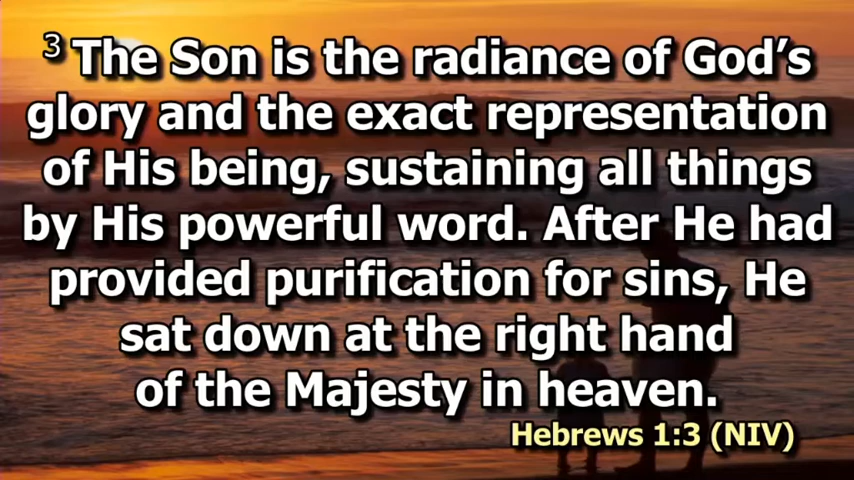 3 The Son is the radiance of God’s
glory and the exact representation
of His being, sustaining all things
by His powerful word. After He had
provided purification for sins, He
sat down at the right hand
of the Majesty in heaven.
Hebrews 1:3 (NIV)